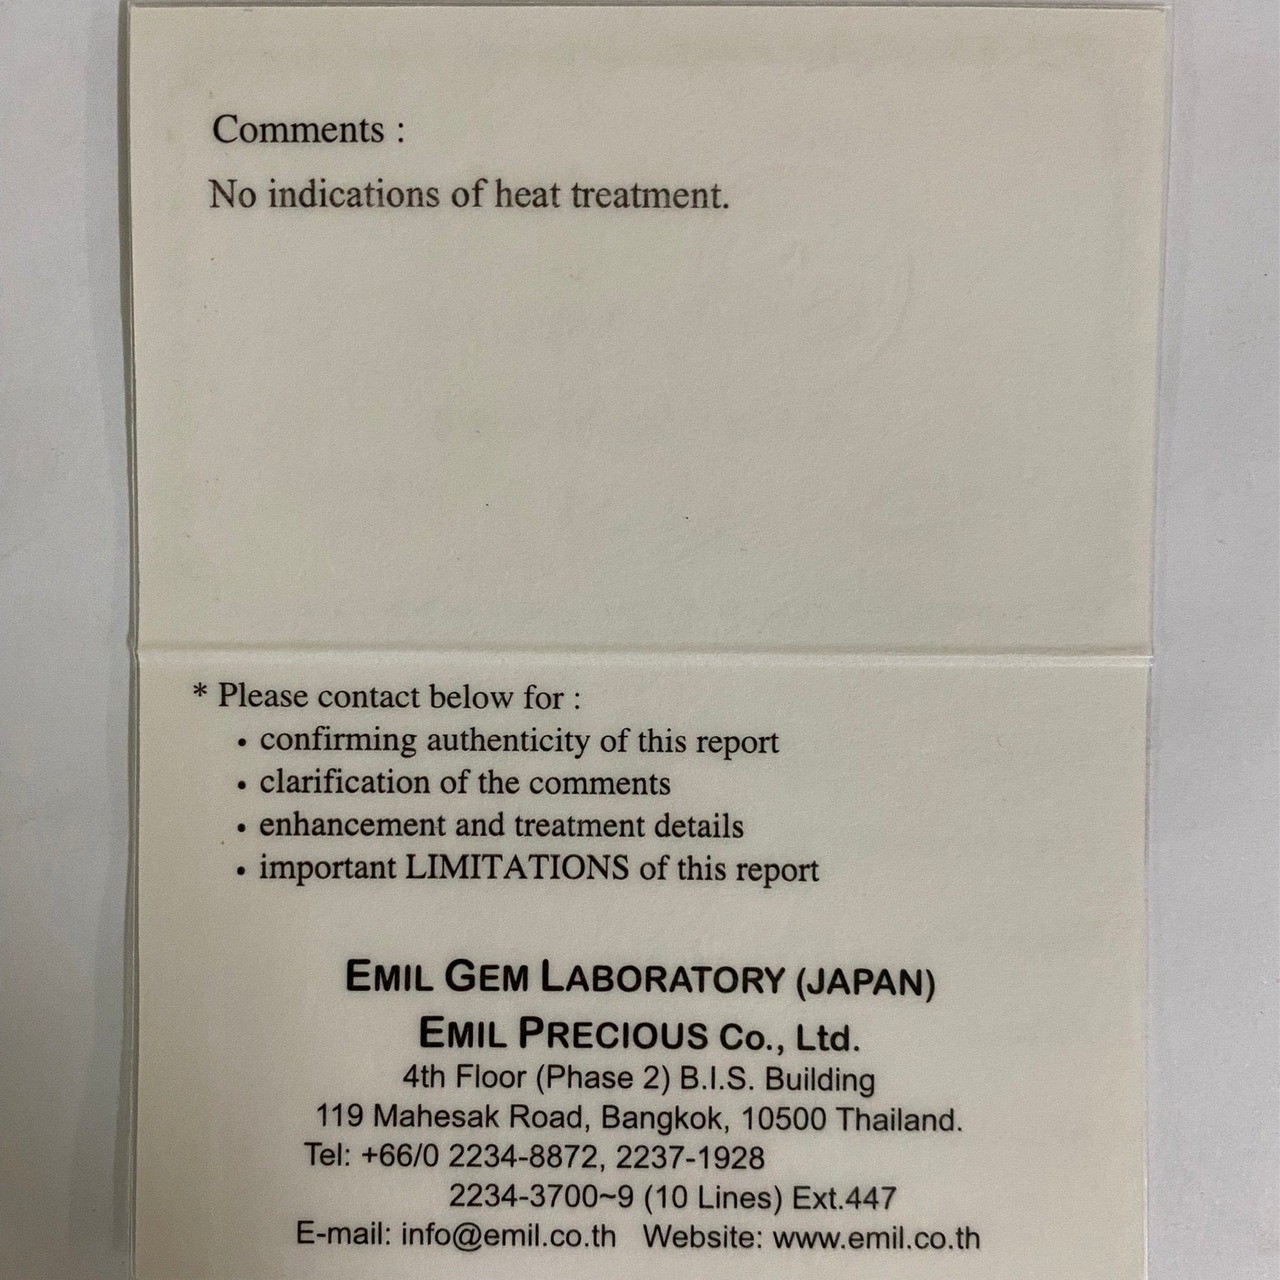 Comments :
No indications of heat treatment.
* Please contact below for :
• confirming authenticity of this report
• clarification of the comments
• enhancement and treatment details
• important LIMITATIONS of this report
EMIL GEM LABORATORY (JAPAN)
EMIL PRECIOUS Co., Ltd.
4th Floor (Phase 2) B.I.S. Building
119 Mahesak Road, Bangkok, 10500 Thailand.
Tel: +66/0 2234-8872, 2237-1928
2234-3700~9 (10 Lines) Ext.447
E-mail: info@emil.co.th Website: www.emil.co.th